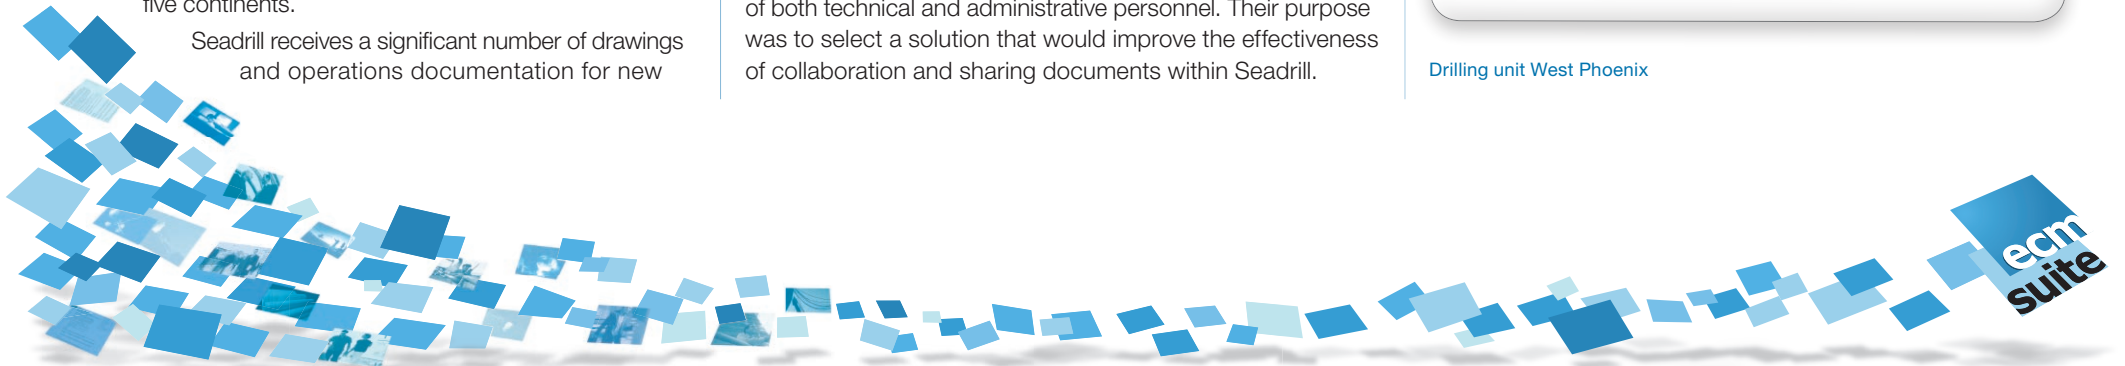 five continents.
Seadrill receives a significant number of drawings
and operations documentation for new
of both technical and administrative personnel. Their purpose
was to select a solution that would improve the effectiveness
of collaboration and sharing documents within Seadrill.
Drilling unit West Phoenix
ecm
suite